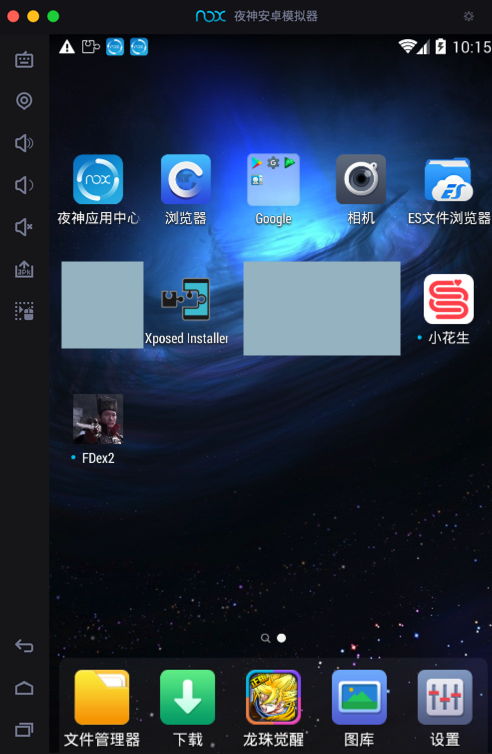 nox 夜神安卓模拟器
10:15
nox
夜神应用中心
浏览器
Google
相机
ES
ES文件浏览器
Xposed Installer
小花生
FDex2
文件管理器
下载
龙珠觉醒
图库
设置